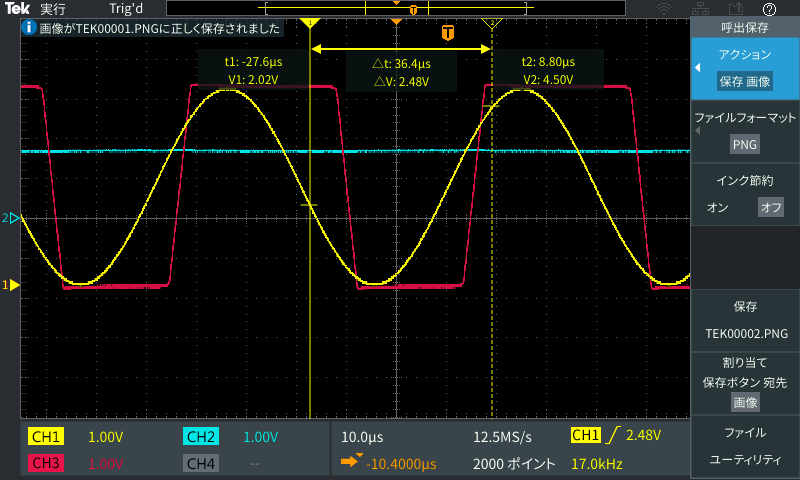 Tek 実行 Trig'd
画像がTEK00001.PNGに正しく保存されました
呼出保存
アクション
保存 画像
ファイルフォーマット
PNG
インク節約
オン オフ
保存
TEK00002.PNG
割り当て
保存ボタン 宛先
画像
ファイル
ユーティリティ
t1: -27.6µs
V1: 2.02V
△t: 36.4µs
△V: 2.48V
t2: 8.80µs
V2: 4.50V
1
2
T
T
2
1
CH1 1.00V CH2 1.00V 10.0µs 12.5MS/s CH1 2.48V
CH3 1.00V CH4 -- -10.4000µs 2000 ポイント 17.0kHz